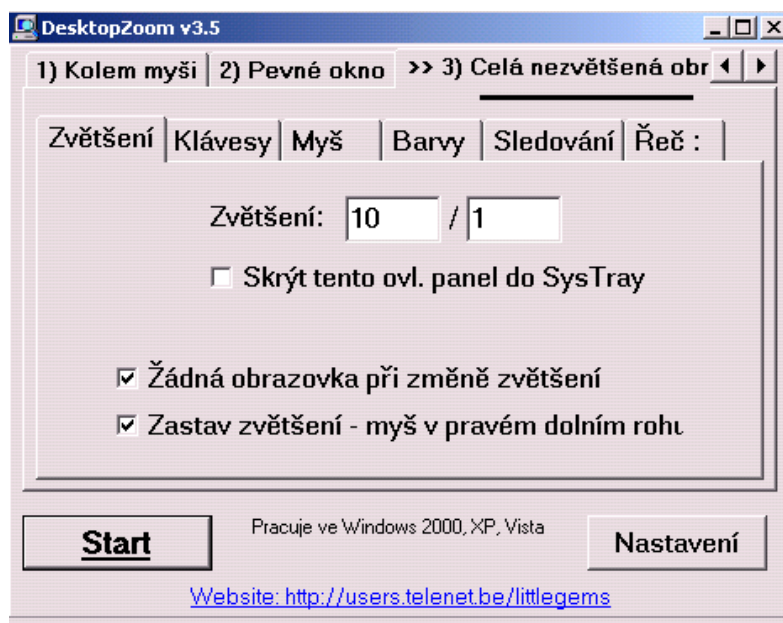 DesktopZoom v3.5
1) Kolem myši 2) Pevné okno >> 3) Celá nezvětšená obr
Zvětšení Klávesy Myš Barvy Sledování Řeč :
Zvětšení: 10 / 1
Skrýt tento ovl. panel do SysTray
Žádná obrazovka při změně zvětšení
Zastav zvětšení - myš v pravém dolním rohu
Start Pracuje ve Windows 2000, XP, Vista Nastavení
Website: http://users.telenet.be/littlegems